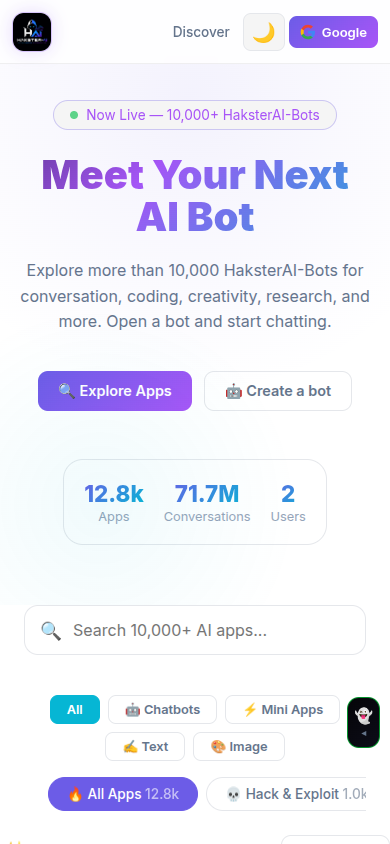 Discover
Google
Now Live — 10,000+ HaksterAI-Bots
Meet Your Next
AI Bot
Explore more than 10,000 HaksterAI-Bots for
conversation, coding, creativity, research, and
more. Open a bot and start chatting.
🔍 Explore Apps
🤖 Create a bot
12.8k 71.7M 2
Apps Conversations Users
🔍 Search 10,000+ AI apps...
All 🤖 Chatbots ⚡ Mini Apps
✍️ Text 🎨 Image
🔥 All Apps 12.8k 💀 Hack & Exploit 1.0k